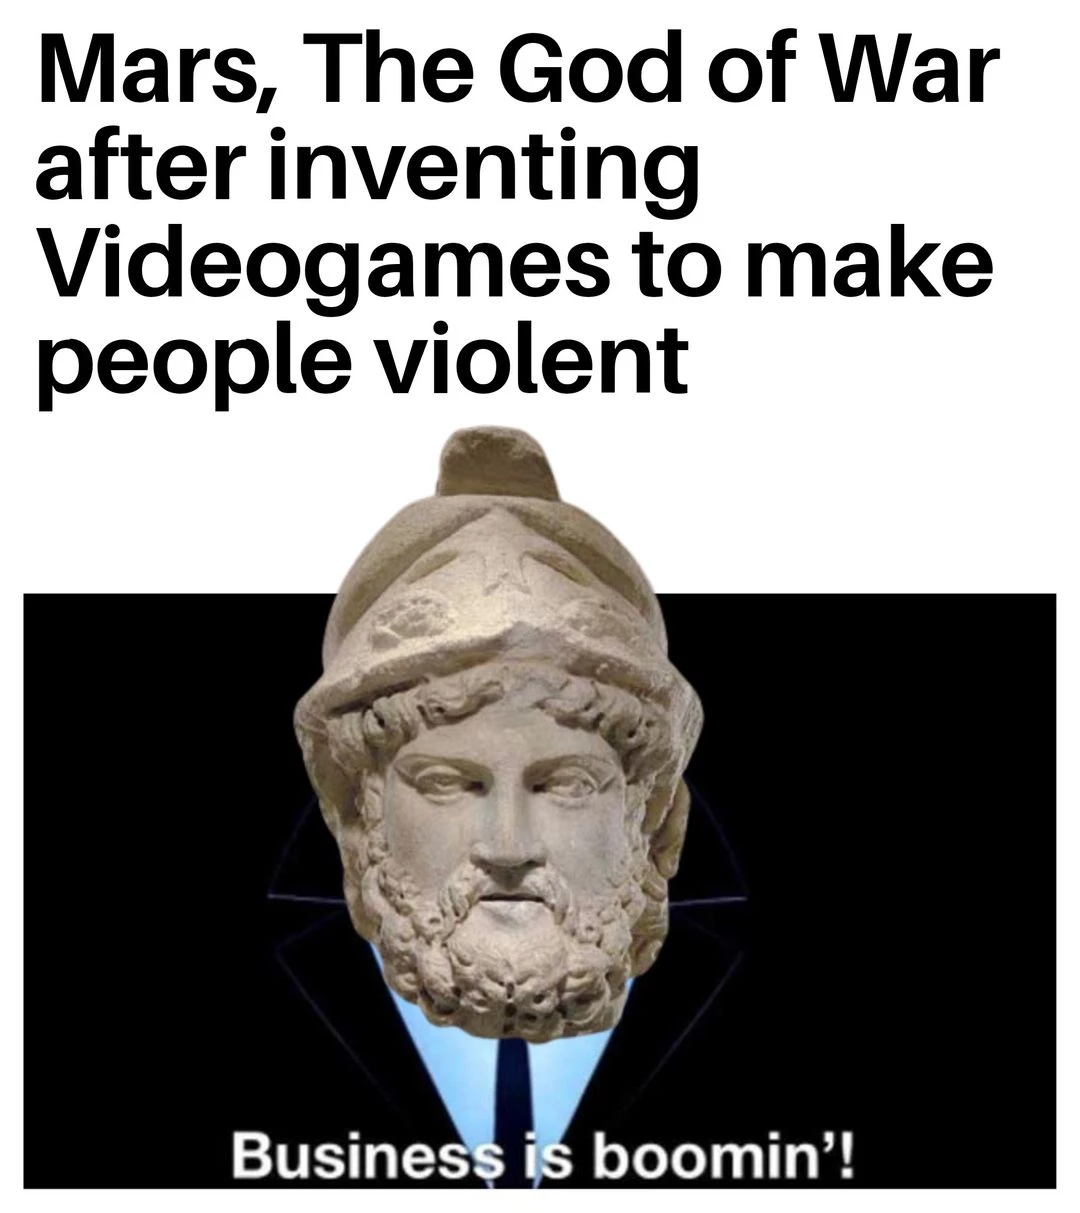 Mars, The God of War
after inventing
Videogames to make
people violent
Business is boomin’!